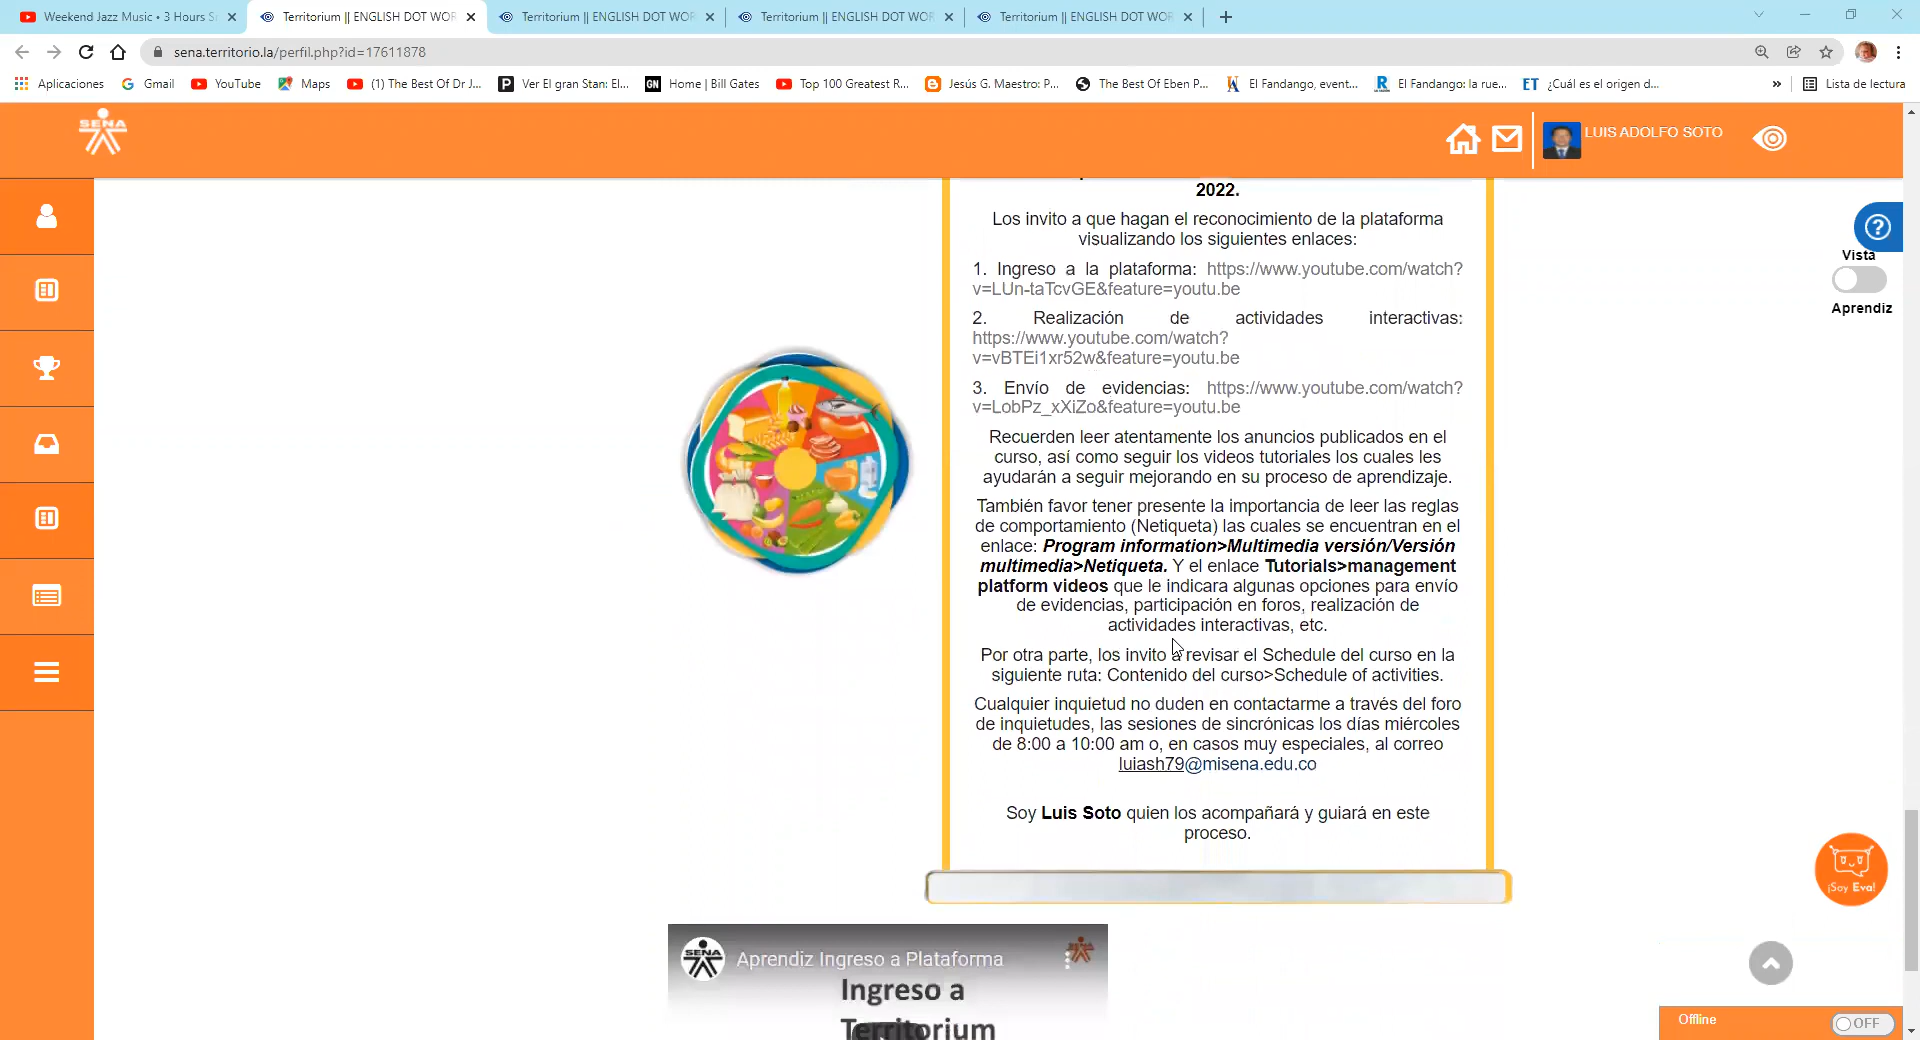 Weekend Jazz Music • 3 Hours S
Territorium || ENGLISH DOT WOR
Territorium || ENGLISH DOT WOR
Territorium || ENGLISH DOT WOR
Territorium || ENGLISH DOT WOR
sena.territorio.la/perfil.php?id=17611878
Aplicaciones
Gmail
YouTube
Maps
(1) The Best Of Dr J...
Ver El gran Stan: El...
Home | Bill Gates
Top 100 Greatest R...
Jesús G. Maestro: P...
The Best Of Eben P...
El Fandango, event...
El Fandango: la rue...
¿Cuál es el origen d...
»
Lista de lectura
SENA
LUIS ADOLFO SOTO
2022.
Los invito a que hagan el reconocimiento de la plataforma
visualizando los siguientes enlaces:
1. Ingreso a la plataforma: https://www.youtube.com/watch?
v=LUn-taTcvGE&feature=youtu.be
2. Realización de actividades interactivas:
https://www.youtube.com/watch?
v=vBTEi1xr52w&feature=youtu.be
3. Envío de evidencias: https://www.youtube.com/watch?
v=LobPz_xXiZo&feature=youtu.be
Recuerden leer atentamente los anuncios publicados en el
curso, así como seguir los videos tutoriales los cuales les
ayudarán a seguir mejorando en su proceso de aprendizaje.
También favor tener presente la importancia de leer las reglas
de comportamiento (Netiqueta) las cuales se encuentran en el
enlace: Program information>Multimedia versión/Versión
multimedia>Netiqueta. Y el enlace Tutorials>management
platform videos que le indicara algunas opciones para envío
de evidencias, participación en foros, realización de
actividades interactivas, etc.
Por otra parte, los invito a revisar el Schedule del curso en la
siguiente ruta: Contenido del curso>Schedule of activities.
Cualquier inquietud no duden en contactarme a través del foro
de inquietudes, las sesiones de sincrónicas los días miércoles
de 8:00 a 10:00 am o, en casos muy especiales, al correo
luiash79@misena.edu.co
Soy Luis Soto quien los acompañará y guiará en este
proceso.
Vista
Aprendiz
¡Soy Eva!
SENA
Aprendiz Ingreso a Plataforma
Ingreso a
Territorium
Offline
OFF